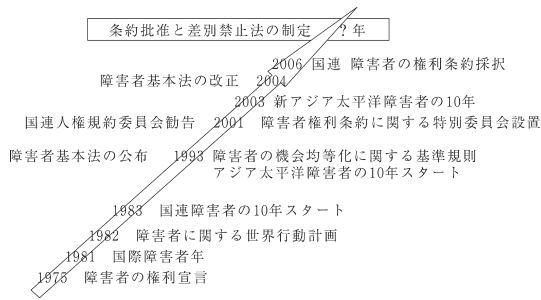 条約批准と差別禁止法の制定　？年
2006 国連 障害者の権利条約採択
障害者基本法の改正　2004
2003 新アジア太平洋障害者の10年
国連人権規約委員会勧告　2001　障害者権利条約に関する特別委員会設置
障害者基本法の公布　1993 障害者の機会均等化に関する基準規則
アジア太平洋障害者の10年スタート
1983　国連障害者の10年スタート
1982　障害者に関する世界行動計画
1981　国際障害者年
1975　障害者の権利宣言